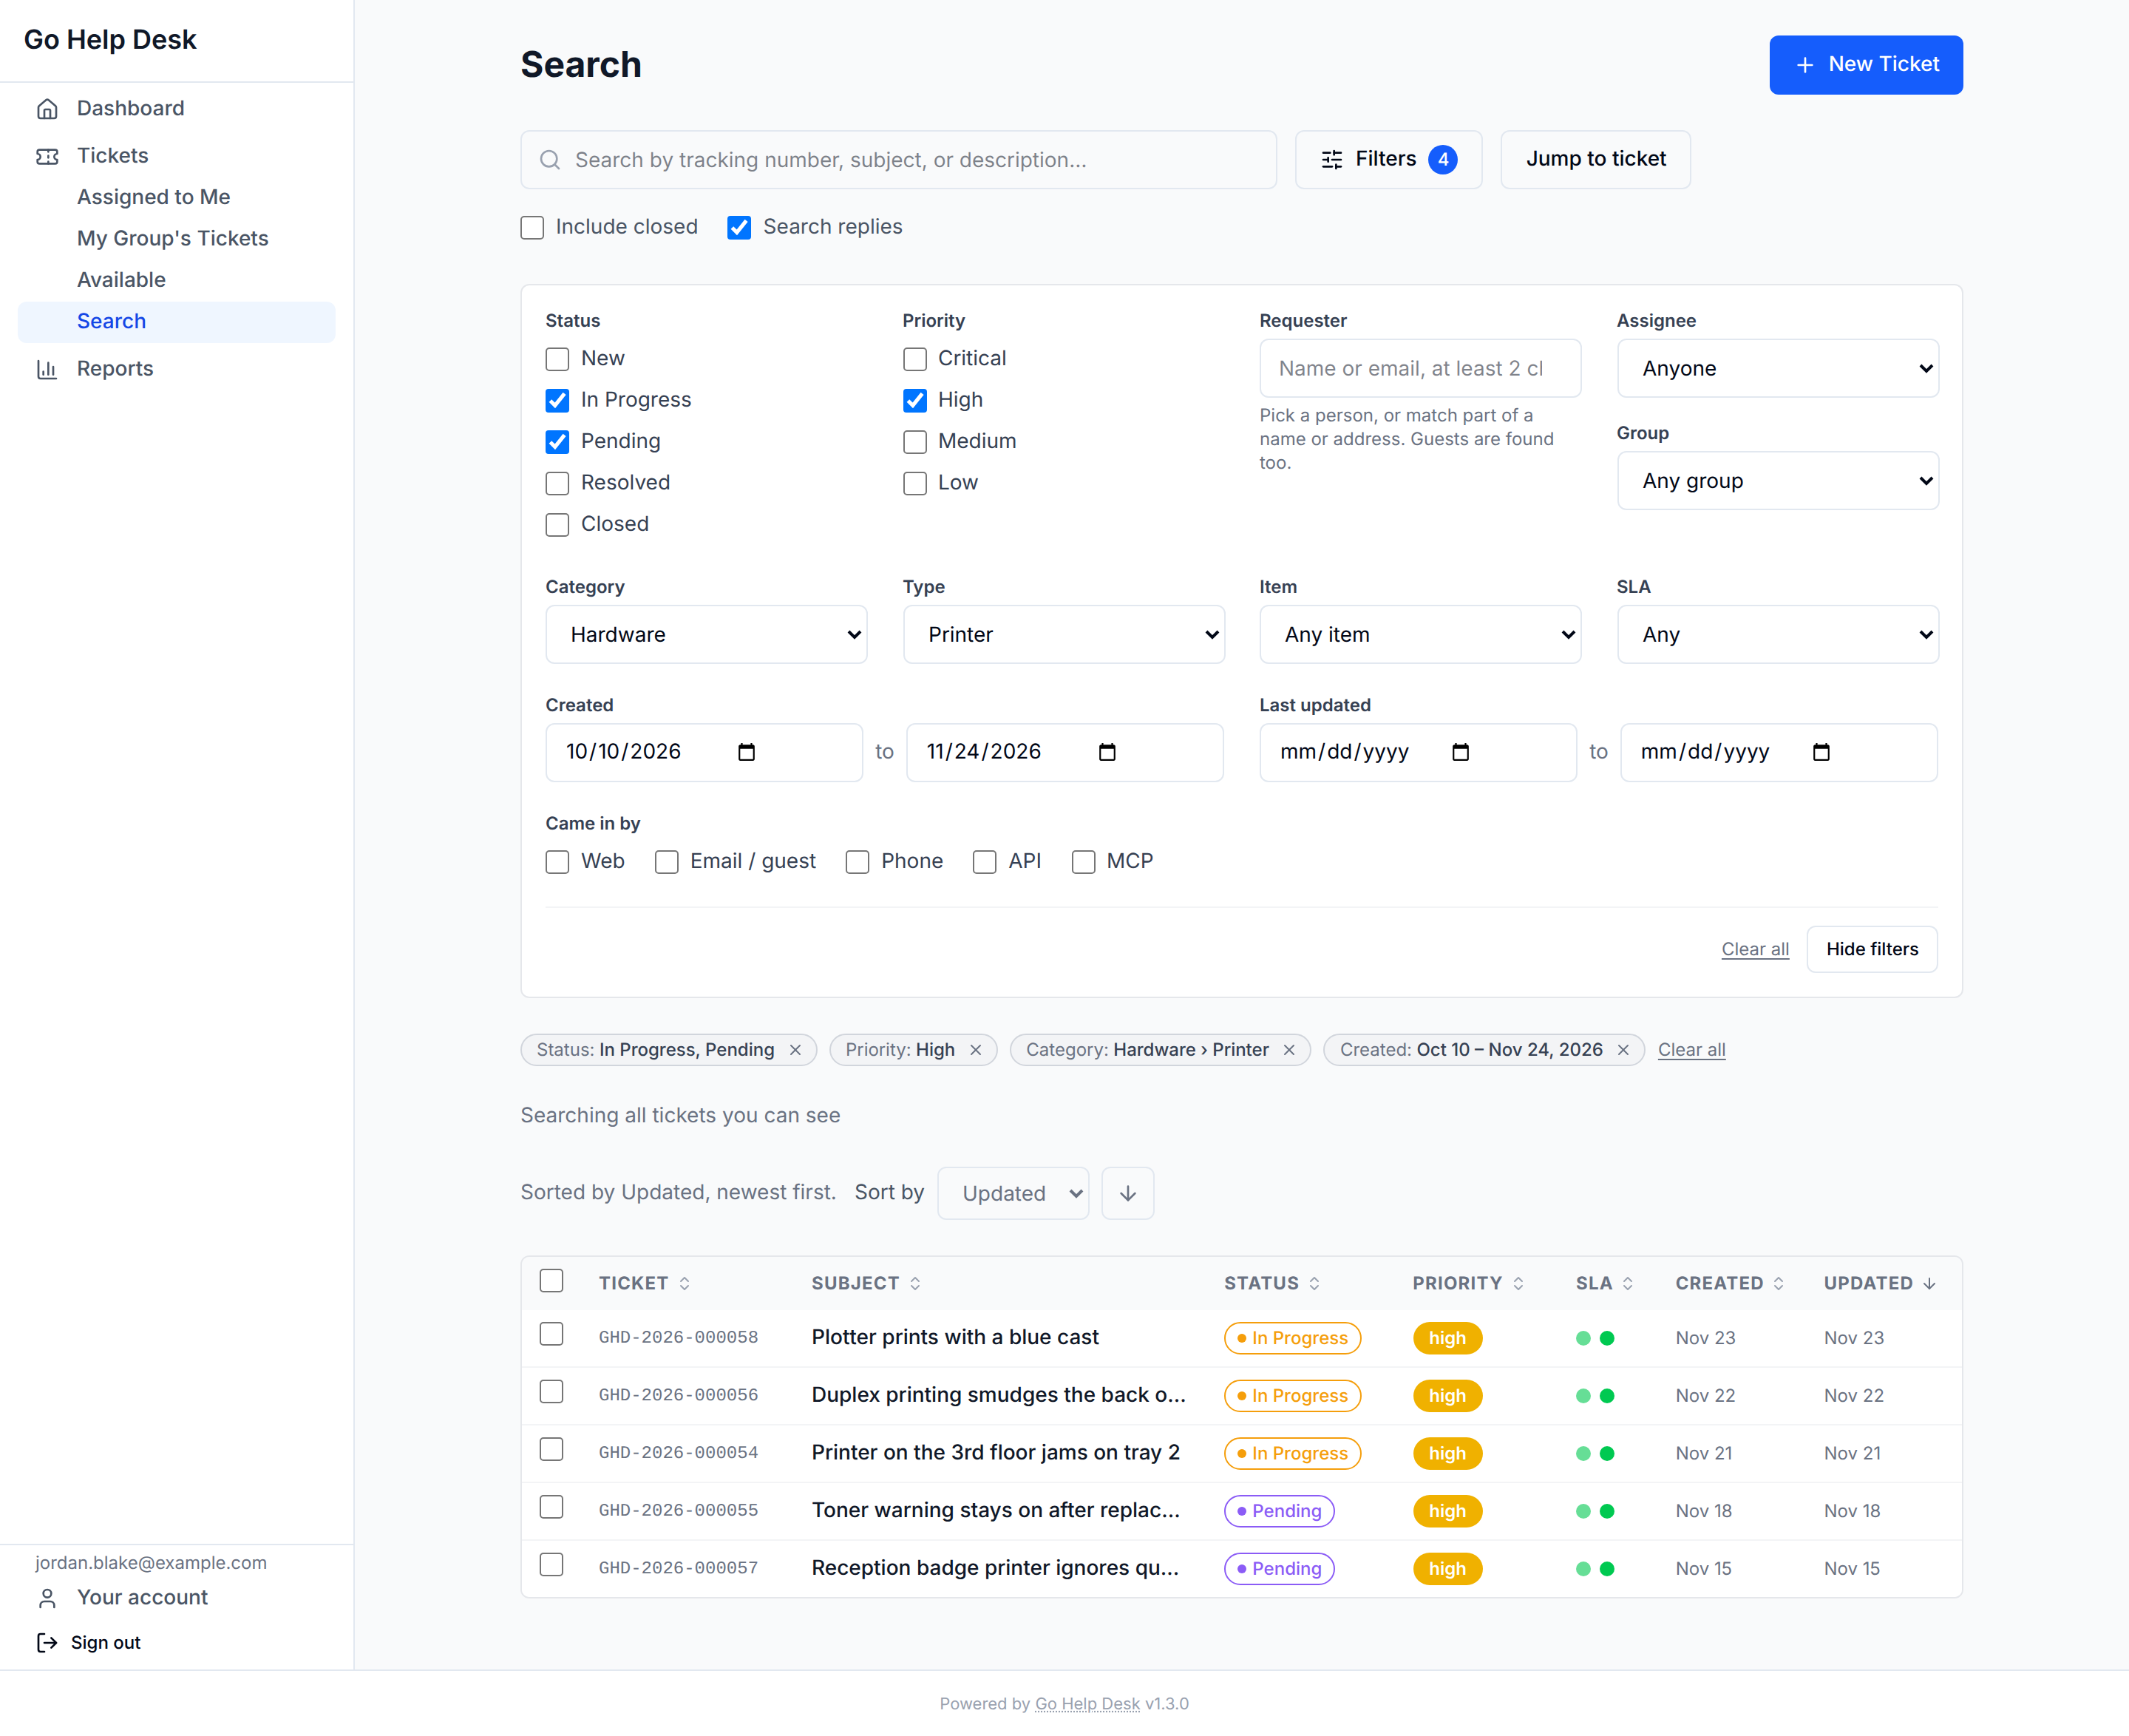 Go Help Desk
Dashboard
Tickets
Assigned to Me
My Group's Tickets
Available
Search
Reports
jordan.blake@example.com
Your account
Sign out
Search
New Ticket
Search by tracking number, subject, or description...
Filters 4
Jump to ticket
Include closed
Search replies
Status
New
In Progress
Pending
Resolved
Closed
Priority
Critical
High
Medium
Low
Requester
Name or email, at least 2 cl
Pick a person, or match part of a
name or address. Guests are found
too.
Assignee
Anyone
Group
Any group
Category
Hardware
Type
Printer
Item
Any item
SLA
Any
Created
10/10/2026 to 11/24/2026
Last updated
mm/dd/yyyy to mm/dd/yyyy
Came in by
Web Email / guest Phone API MCP
Clear all Hide filters
Status: In Progress, Pending Priority: High Category: Hardware › Printer Created: Oct 10 – Nov 24, 2026 Clear all
Searching all tickets you can see
Sorted by Updated, newest first. Sort by Updated
TICKET SUBJECT STATUS PRIORITY SLA CREATED UPDATED
GHD-2026-000058 Plotter prints with a blue cast In Progress high Nov 23 Nov 23
GHD-2026-000056 Duplex printing smudges the back o... In Progress high Nov 22 Nov 22
GHD-2026-000054 Printer on the 3rd floor jams on tray 2 In Progress high Nov 21 Nov 21
GHD-2026-000055 Toner warning stays on after replac... Pending high Nov 18 Nov 18
GHD-2026-000057 Reception badge printer ignores qu... Pending high Nov 15 Nov 15
Powered by Go Help Desk v1.3.0